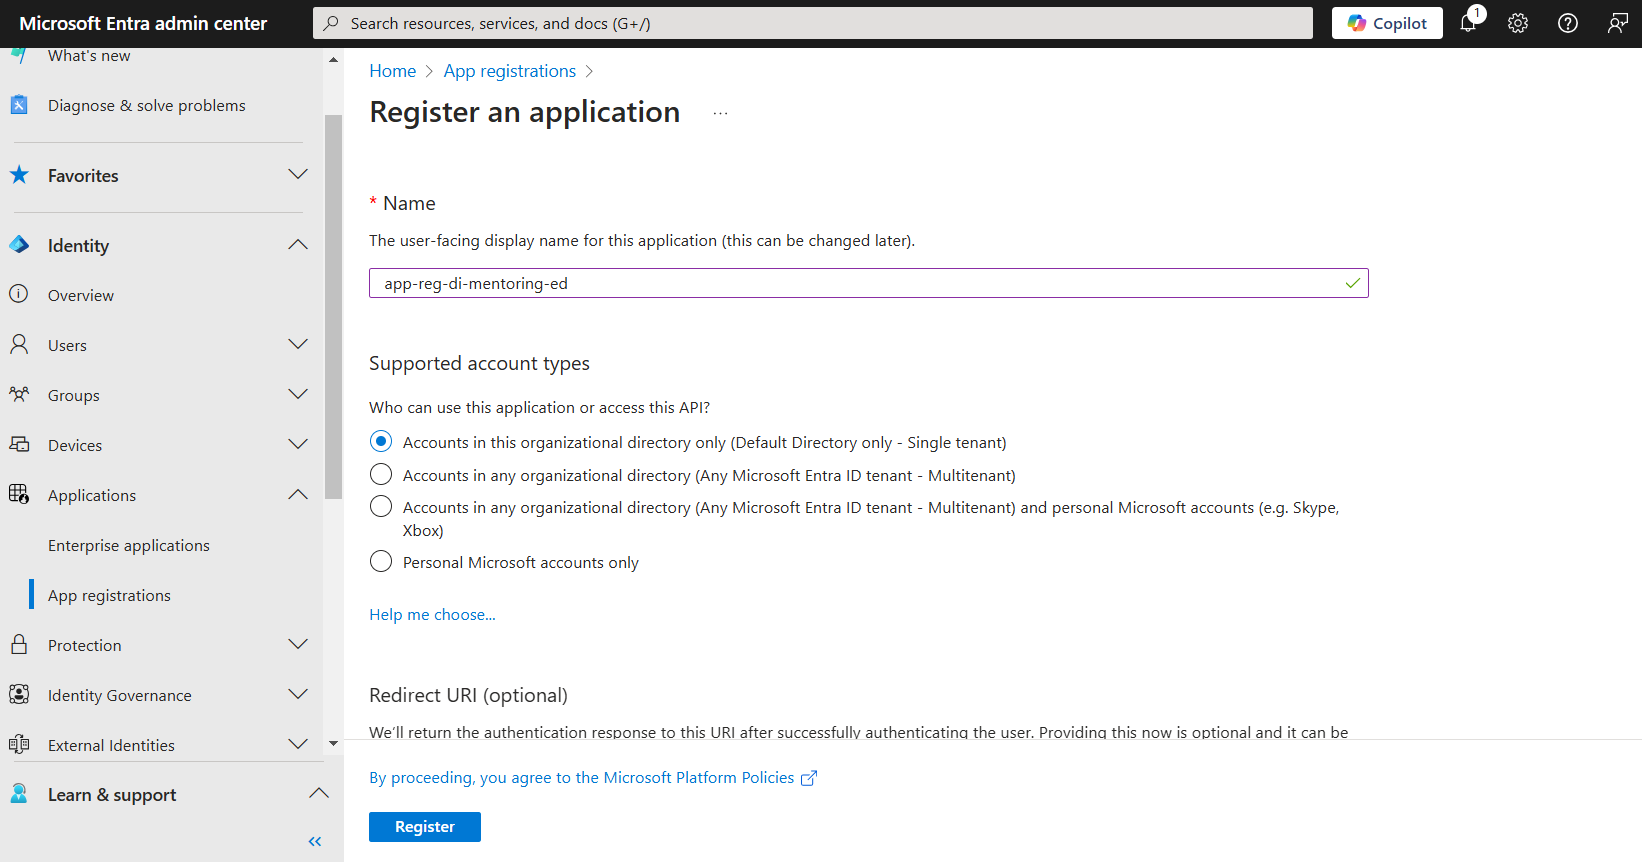 Microsoft Entra admin center
Search resources, services, and docs (G+/)
Copilot
1
What's new
Diagnose & solve problems
Favorites
Identity
Overview
Users
Groups
Devices
Applications
Enterprise applications
App registrations
Protection
Identity Governance
External Identities
Learn & support
Home > App registrations >
Register an application
...
* Name
The user-facing display name for this application (this can be changed later).
app-reg-di-mentoring-ed
Supported account types
Who can use this application or access this API?
Accounts in this organizational directory only (Default Directory only - Single tenant)
Accounts in any organizational directory (Any Microsoft Entra ID tenant - Multitenant)
Accounts in any organizational directory (Any Microsoft Entra ID tenant - Multitenant) and personal Microsoft accounts (e.g. Skype,
Xbox)
Personal Microsoft accounts only
Help me choose...
Redirect URI (optional)
We'll return the authentication response to this URI after successfully authenticating the user. Providing this now is optional and it can be
By proceeding, you agree to the Microsoft Platform Policies
Register